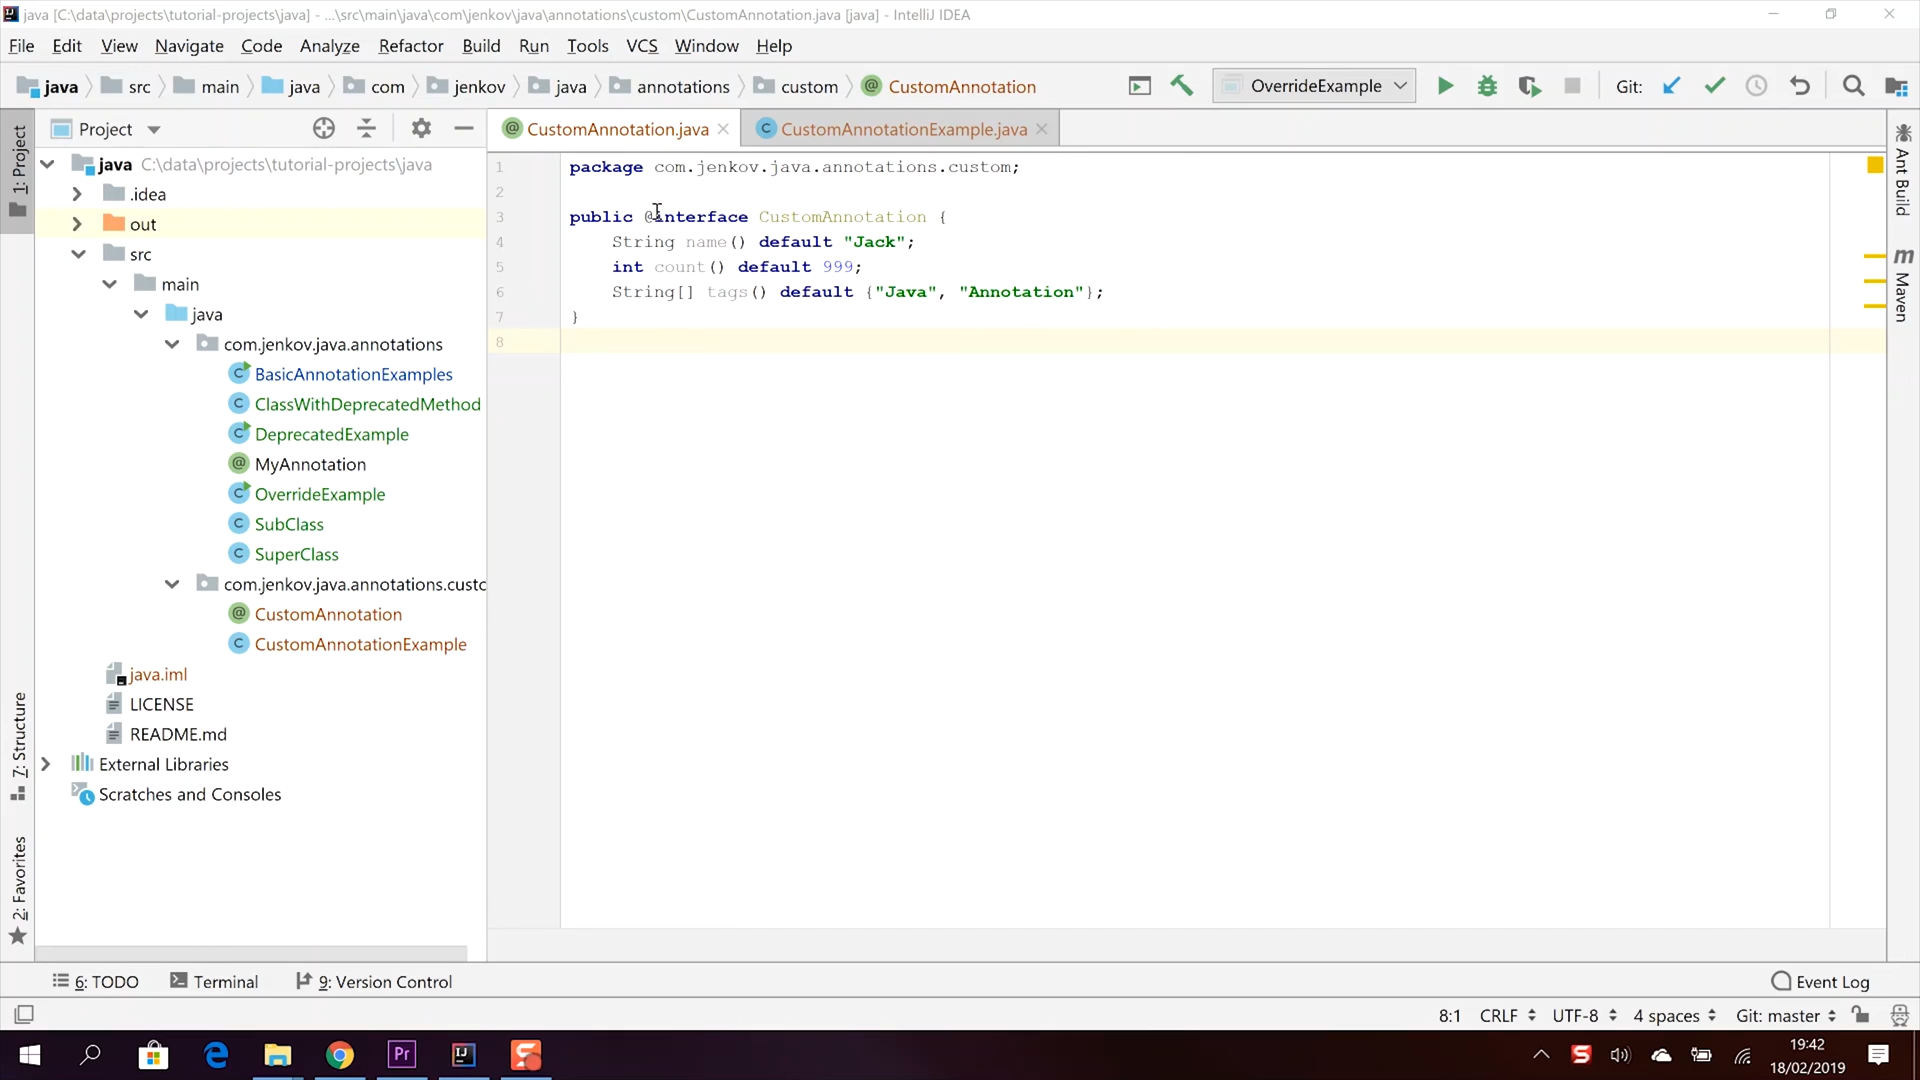 java [C:\data\projects\tutorial-projects\java] - ...\src\main\java\com\jenkov\java\annotations\custom\CustomAnnotation.java [java] - IntelliJ IDEA
File Edit View Navigate Code Analyze Refactor Build Run Tools VCS Window Help
java src main java com jenkov java annotations custom CustomAnnotation OverrideExample Git:
1: Project
Project
CustomAnnotation.java CustomAnnotationExample.java
java C:\data\projects\tutorial-projects\java
.idea
out
src
main
java
com.jenkov.java.annotations
BasicAnnotationExamples
ClassWithDeprecatedMethod
DeprecatedExample
MyAnnotation
OverrideExample
SubClass
SuperClass
com.jenkov.java.annotations.custo
CustomAnnotation
CustomAnnotationExample
java.iml
LICENSE
README.md
External Libraries
Scratches and Consoles
7: Structure
2: Favorites
1 package com.jenkov.java.annotations.custom;
2
3 public @interface CustomAnnotation {
4 String name() default "Jack";
5 int count() default 999;
6 String[] tags() default {"Java", "Annotation"};
7 }
8
Ant Build
Maven
6: TODO Terminal 9: Version Control Event Log
8:1 CRLF UTF-8 4 spaces Git: master
19:42
18/02/2019